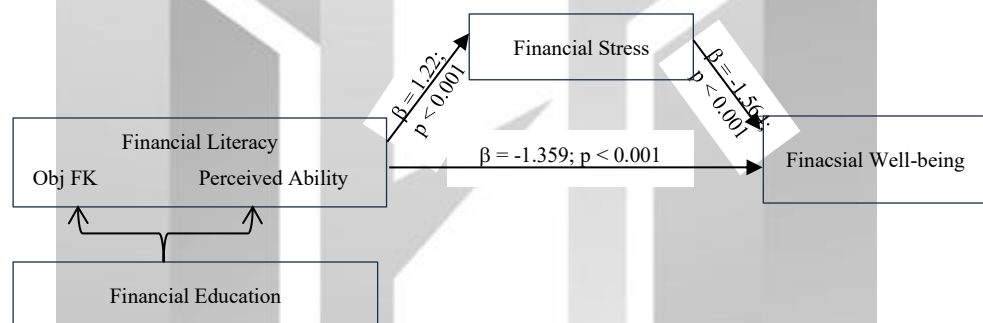 Financial Stress
β = 1.22;
p < 0.001
β = -1.564;
p < 0.001
Financial Literacy
Obj FK Perceived Ability
β = -1.359; p < 0.001
Finacsial Well-being
Financial Education